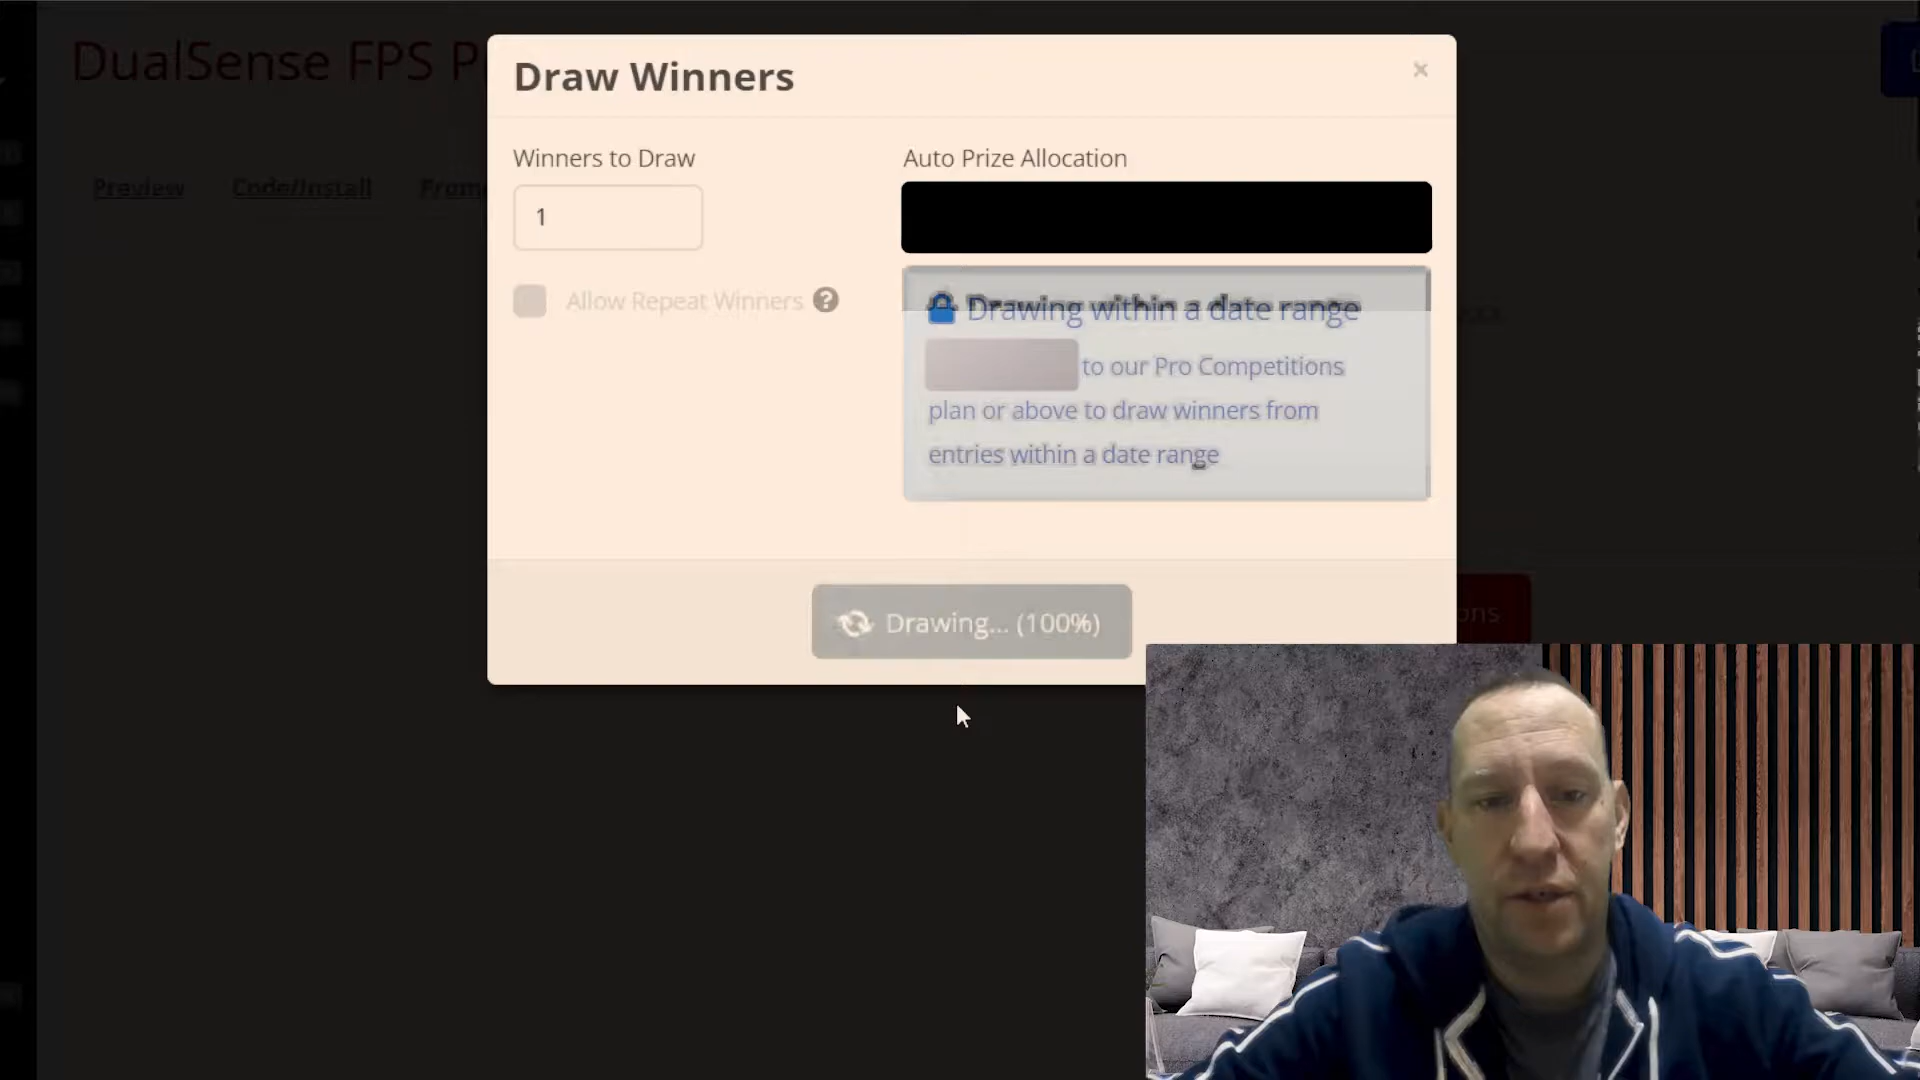 DualSense FPS P
Draw Winners
×
Preview
Code/Install
Winners to Draw
1
Allow Repeat Winners ?
Auto Prize Allocation
Drawing within a date range
to our Pro Competitions
plan or above to draw winners from
entries within a date range
Drawing... (100%)